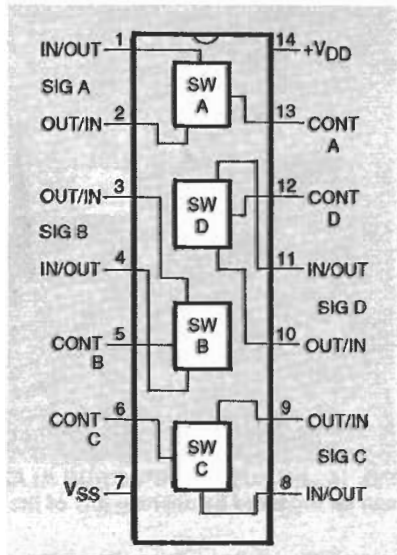 IN/OUT 1 14 +VDD
SIG A SW A
OUT/IN 2 13 CONT A
OUT/IN 3 12 CONT D
SIG B SW D
IN/OUT 4 11 IN/OUT
SIG D
CONT B 5 SW B 10 OUT/IN
CONT C 6 9 OUT/IN
SW C SIG C
VSS 7 8 IN/OUT